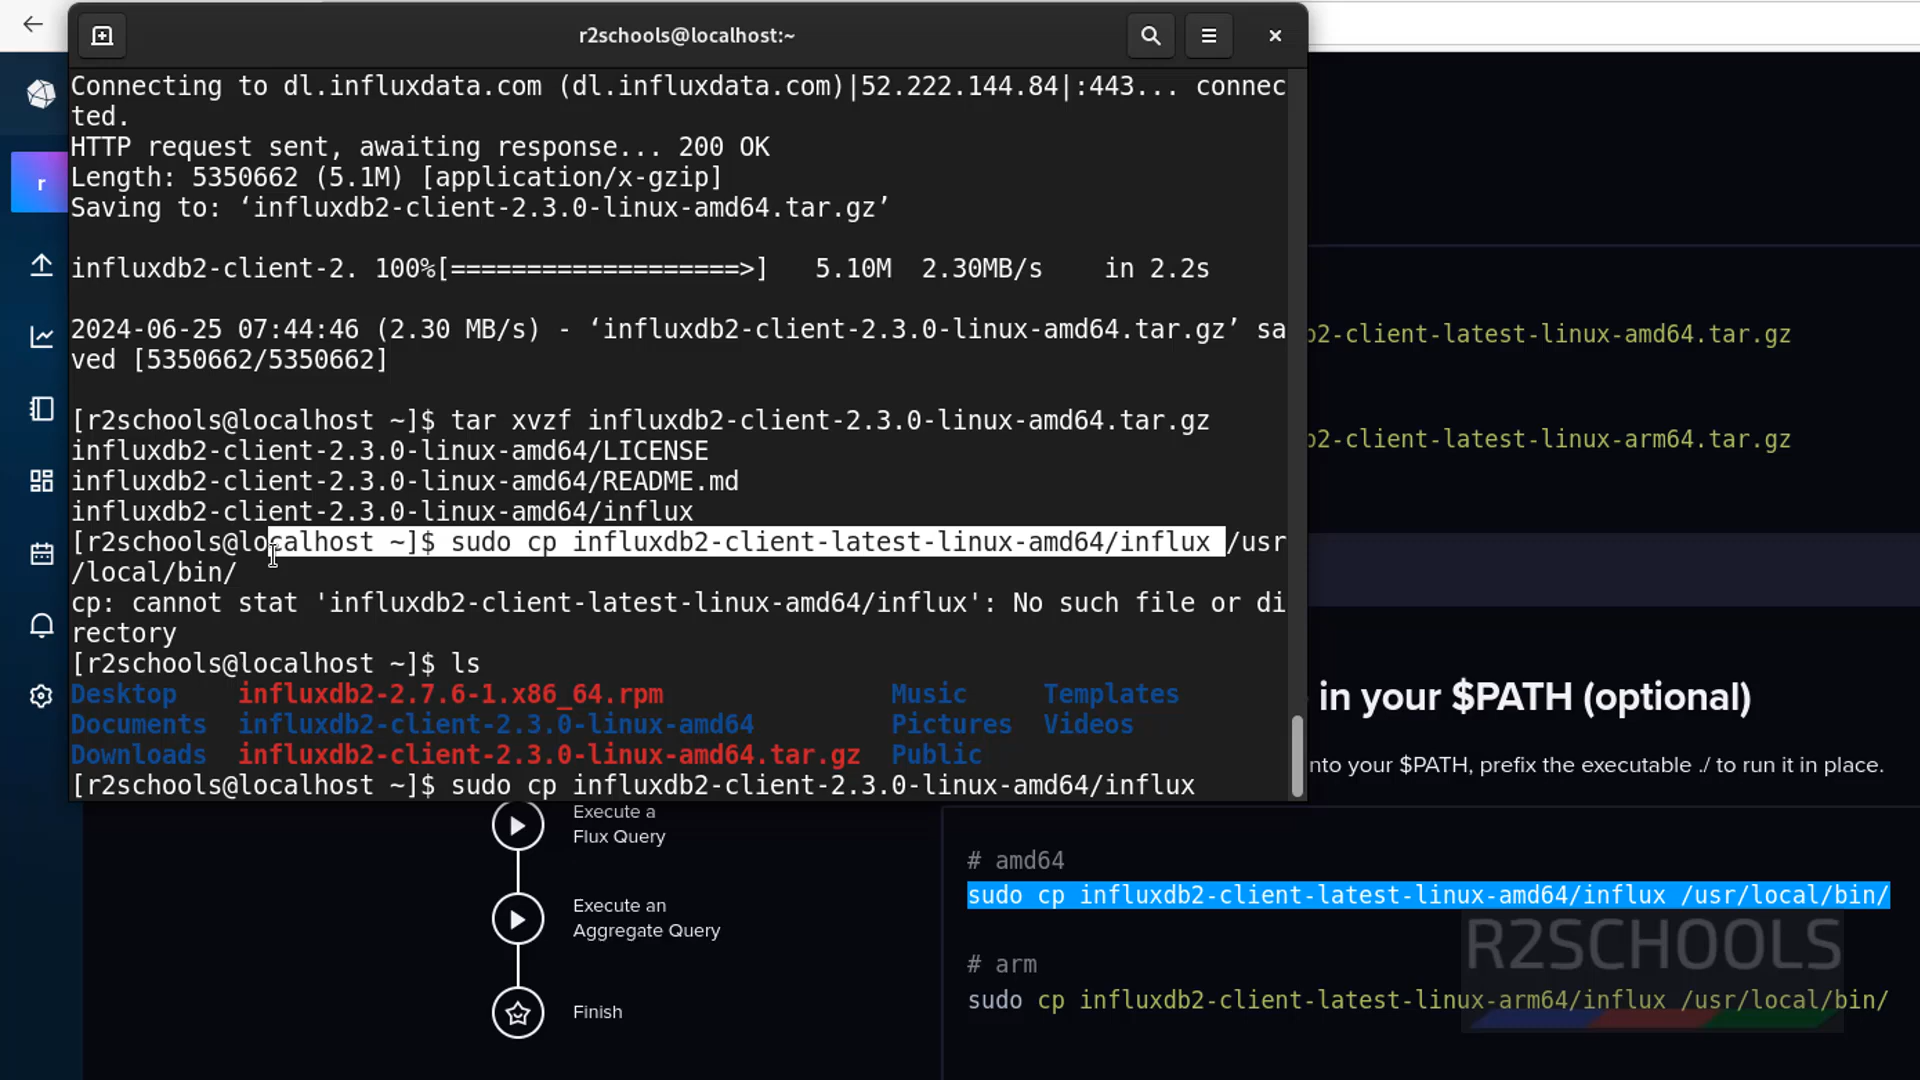 r2schools@localhost:~
Connecting to dl.influxdata.com (dl.influxdata.com)|52.222.144.84|:443... connec
ted.
HTTP request sent, awaiting response... 200 OK
Length: 5350662 (5.1M) [application/x-gzip]
Saving to: ‘influxdb2-client-2.3.0-linux-amd64.tar.gz’
influxdb2-client-2. 100%[===================>]   5.10M  2.30MB/s    in 2.2s
2024-06-25 07:44:46 (2.30 MB/s) - ‘influxdb2-client-2.3.0-linux-amd64.tar.gz’ sa
ved [5350662/5350662]
[r2schools@localhost ~]$ tar xvzf influxdb2-client-2.3.0-linux-amd64.tar.gz
influxdb2-client-2.3.0-linux-amd64/LICENSE
influxdb2-client-2.3.0-linux-amd64/README.md
influxdb2-client-2.3.0-linux-amd64/influx
[r2schools@localhost ~]$ sudo cp influxdb2-client-latest-linux-amd64/influx /usr
/local/bin/
cp: cannot stat 'influxdb2-client-latest-linux-amd64/influx': No such file or di
rectory
[r2schools@localhost ~]$ ls
Desktop    influxdb2-2.7.6-1.x86_64.rpm    Music    Templates
Documents  influxdb2-client-2.3.0-linux-amd64    Pictures  Videos
Downloads  influxdb2-client-2.3.0-linux-amd64.tar.gz  Public
[r2schools@localhost ~]$ sudo cp influxdb2-client-2.3.0-linux-amd64/influx
r
b2-client-latest-linux-amd64.tar.gz
b2-client-latest-linux-arm64.tar.gz
in your $PATH (optional)
nto your $PATH, prefix the executable ./ to run it in place.
Execute a
Flux Query
Execute an
Aggregate Query
Finish
# amd64
sudo cp influxdb2-client-latest-linux-amd64/influx /usr/local/bin/
# arm
sudo cp influxdb2-client-latest-linux-arm64/influx /usr/local/bin/
R2SCHOOLS